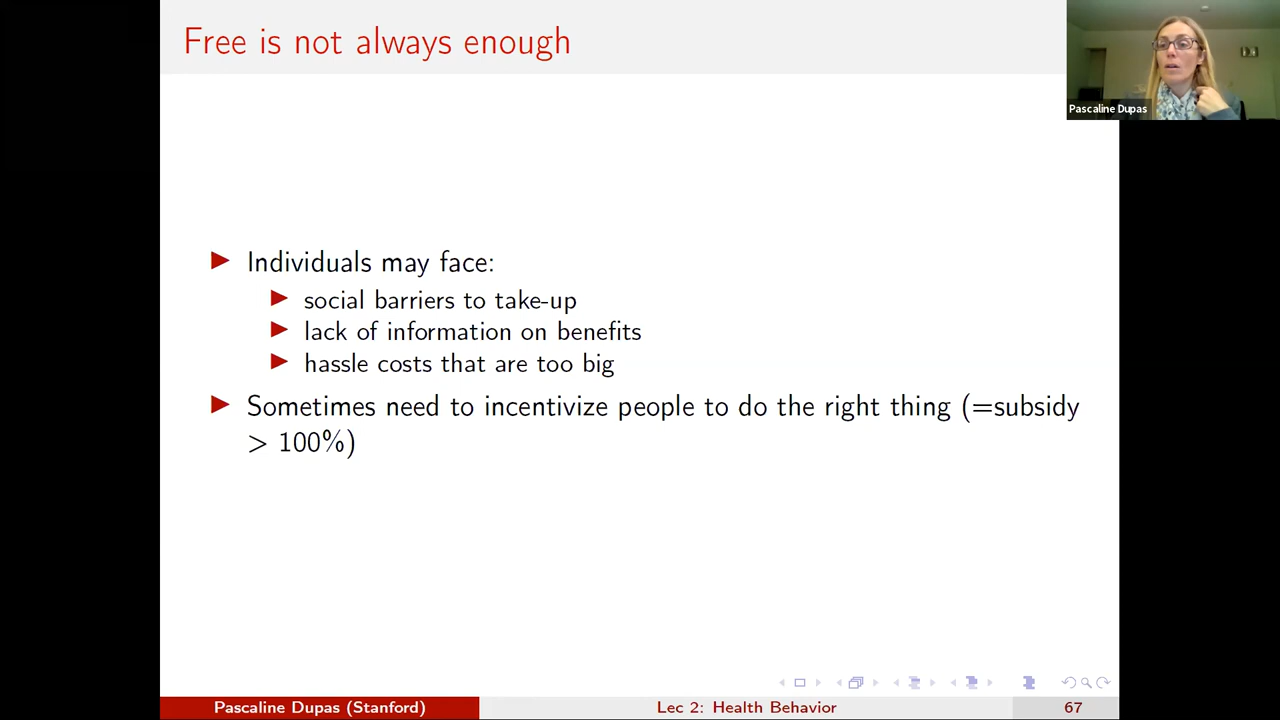 Free is not always enough
Pascaline Dupas
Individuals may face:
social barriers to take-up
lack of information on benefits
hassle costs that are too big
Sometimes need to incentivize people to do the right thing (=subsidy
> 100%)
Pascaline Dupas (Stanford)
Lec 2: Health Behavior
67